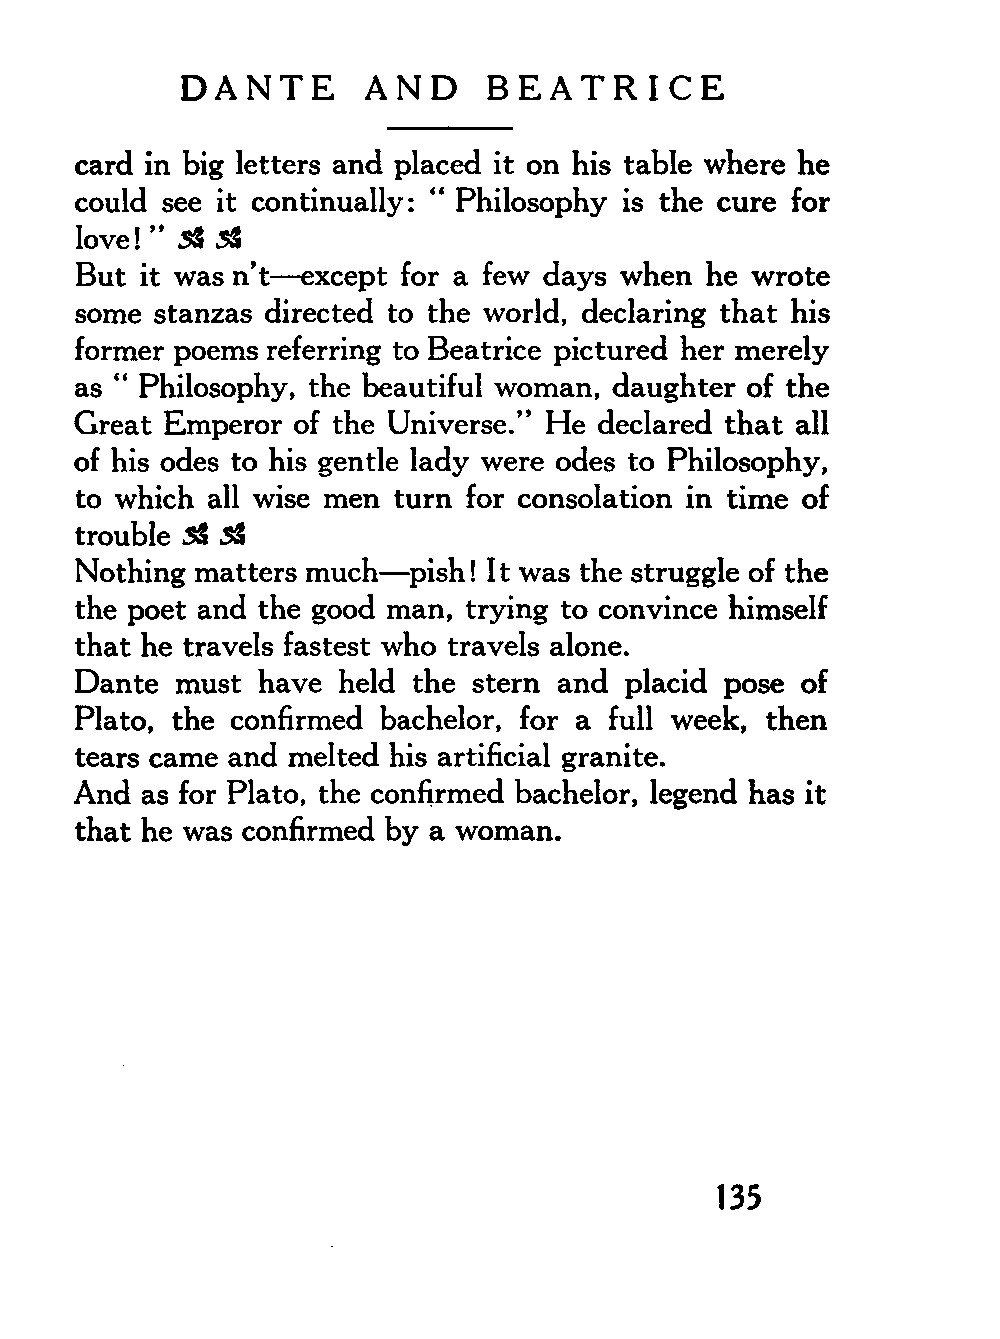 DANTE AND BEATRICE
card in big letters and placed it on his table where he
could see it continually: “ Philosophy is the cure for
love! ”
But it was n’t—except for a few days when he wrote
some stanzas directed to the world, declaring that his
former poems referring to Beatrice pictured her merely
as “ Philosophy, the beautiful woman, daughter of the
Great Emperor of the Universe.” He declared that all
of his odes to his gentle lady were odes to Philosophy,
to which all wise men turn for consolation in time of
trouble
Nothing matters much—pish! It was the struggle of the
the poet and the good man, trying to convince himself
that he travels fastest who travels alone.
Dante must have held the stern and placid pose of
Plato, the confirmed bachelor, for a full week, then
tears came and melted his artificial granite.
And as for Plato, the confirmed bachelor, legend has it
that he was confirmed by a woman.
135